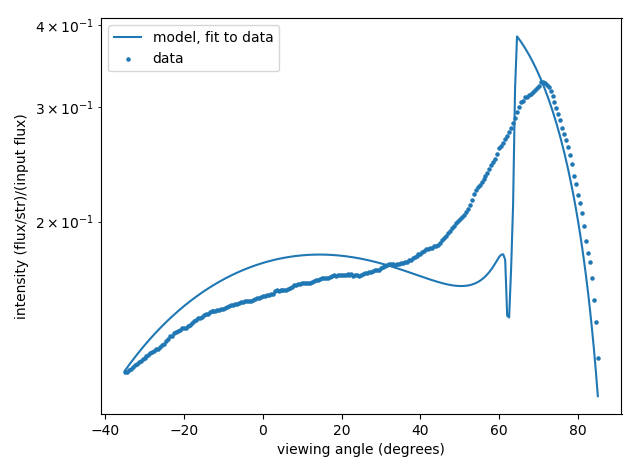 4 × 10⁻¹
3 × 10⁻¹
2 × 10⁻¹
intensity (flux/str)/(input flux)
model, fit to data
data
−40 −20 0 20 40 60 80
viewing angle (degrees)